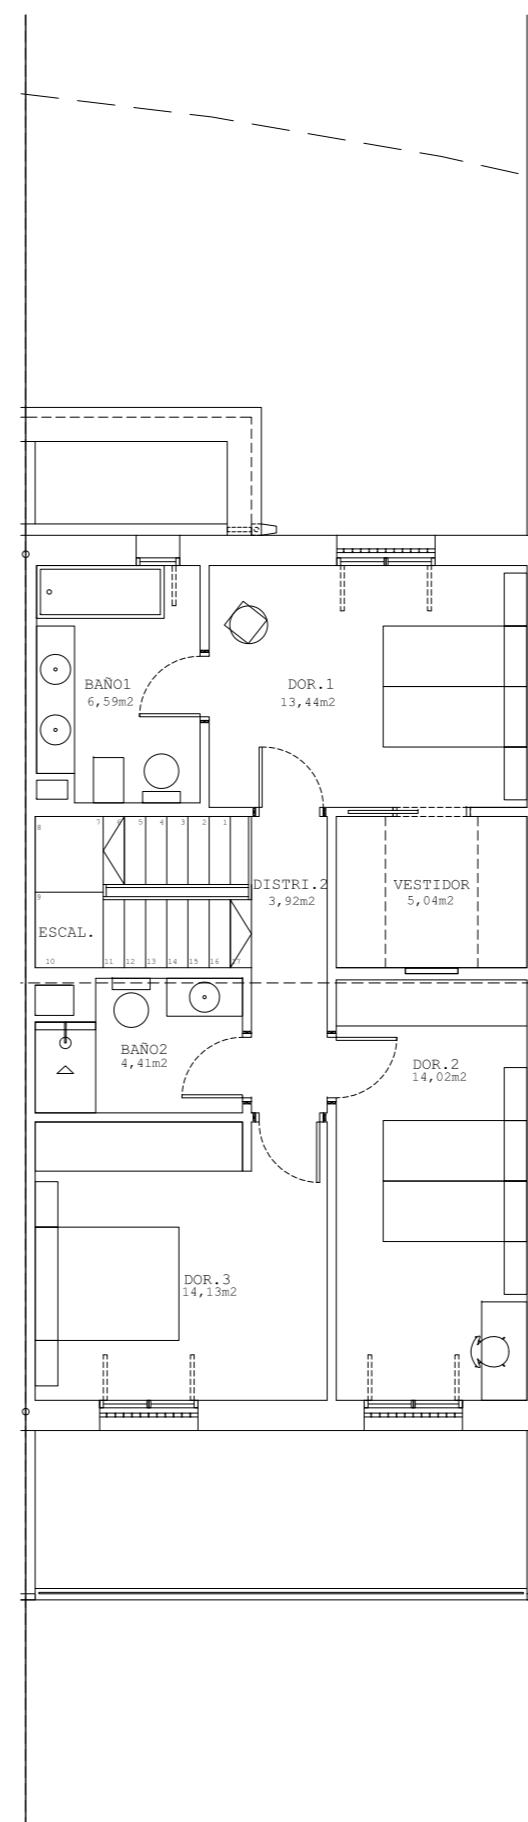 BAÑO1
6,59m2
DOR.1
13,44m2
8
7
6
5
4
3
2
1
DISTRI.2
3,92m2
VESTIDOR
5,04m2
9
ESCAL.
10
11
12
13
14
15
16
17
BAÑO2
4,41m2
DOR.2
14,02m2
DOR.3
14,13m2